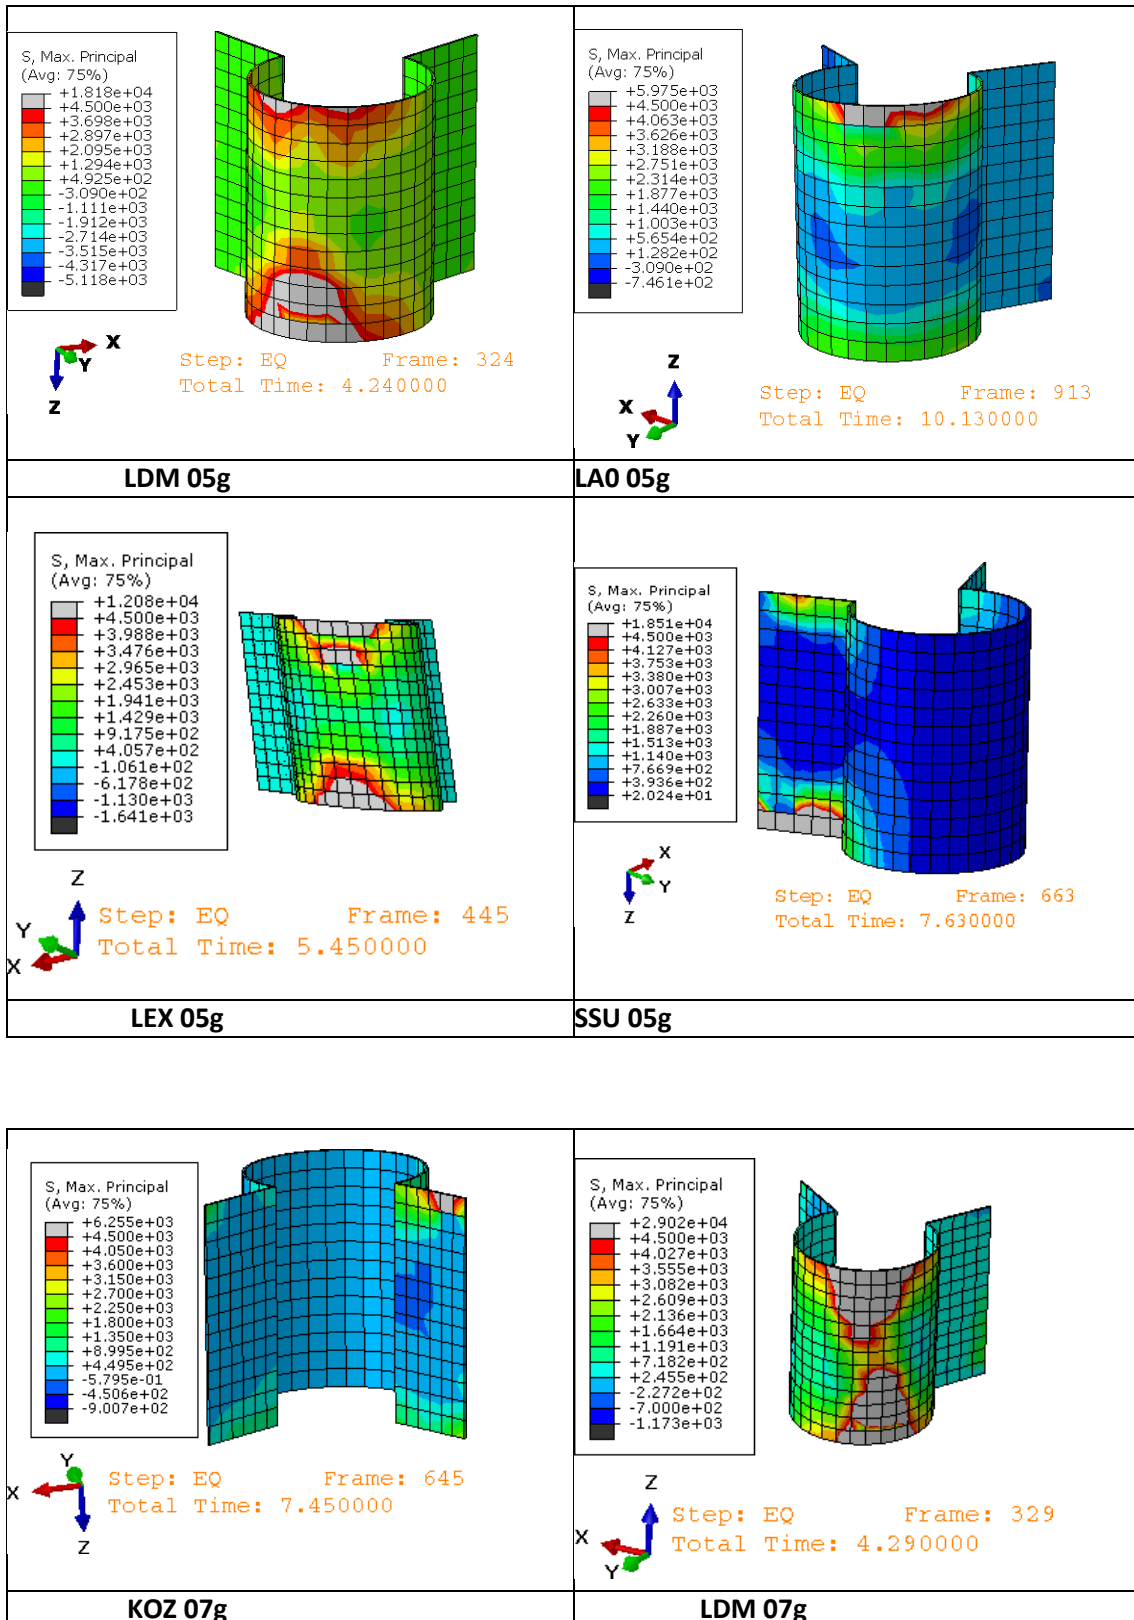 S, Max. Principal
(Avg: 75%)
+1.818e+04
+4.500e+03
+3.698e+03
+2.897e+03
+2.095e+03
+1.294e+03
+4.925e+02
-3.090e+02
-1.111e+03
-1.912e+03
-2.714e+03
-3.515e+03
-4.317e+03
-5.118e+03
X
Y
Z
Step: EQ Frame: 324
Total Time: 4.240000
LDM 05g
S, Max. Principal
(Avg: 75%)
+5.975e+03
+4.500e+03
+4.063e+03
+3.626e+03
+3.188e+03
+2.751e+03
+2.314e+03
+1.877e+03
+1.440e+03
+1.003e+03
+5.654e+02
+1.282e+02
-3.090e+02
-7.461e+02
Z
X
Y
Step: EQ Frame: 913
Total Time: 10.130000
LA0 05g
S, Max. Principal
(Avg: 75%)
+1.208e+04
+4.500e+03
+3.988e+03
+3.476e+03
+2.965e+03
+2.453e+03
+1.941e+03
+1.429e+03
+9.175e+02
+4.057e+02
-1.061e+02
-6.178e+02
-1.130e+03
-1.641e+03
Z
Y
X
Step: EQ Frame: 445
Total Time: 5.450000
LEX 05g
S, Max. Principal
(Avg: 75%)
+1.851e+04
+4.500e+03
+4.127e+03
+3.753e+03
+3.380e+03
+3.007e+03
+2.633e+03
+2.260e+03
+1.887e+03
+1.513e+03
+1.140e+03
+7.669e+02
+3.936e+02
+2.024e+01
X
Y
Z
Step: EQ Frame: 663
Total Time: 7.630000
SSU 05g
S, Max. Principal
(Avg: 75%)
+6.255e+03
+4.500e+03
+4.050e+03
+3.600e+03
+3.150e+03
+2.700e+03
+2.250e+03
+1.800e+03
+1.350e+03
+8.995e+02
+4.495e+02
-5.795e-01
-4.506e+02
-9.007e+02
Y
X
Z
Step: EQ Frame: 645
Total Time: 7.450000
KOZ 07g
S, Max. Principal
(Avg: 75%)
+2.902e+04
+4.500e+03
+4.027e+03
+3.555e+03
+3.082e+03
+2.609e+03
+2.136e+03
+1.664e+03
+1.191e+03
+7.182e+02
+2.455e+02
-2.272e+02
-7.000e+02
-1.173e+03
Z
X
Y
Step: EQ Frame: 329
Total Time: 4.290000
LDM 07g